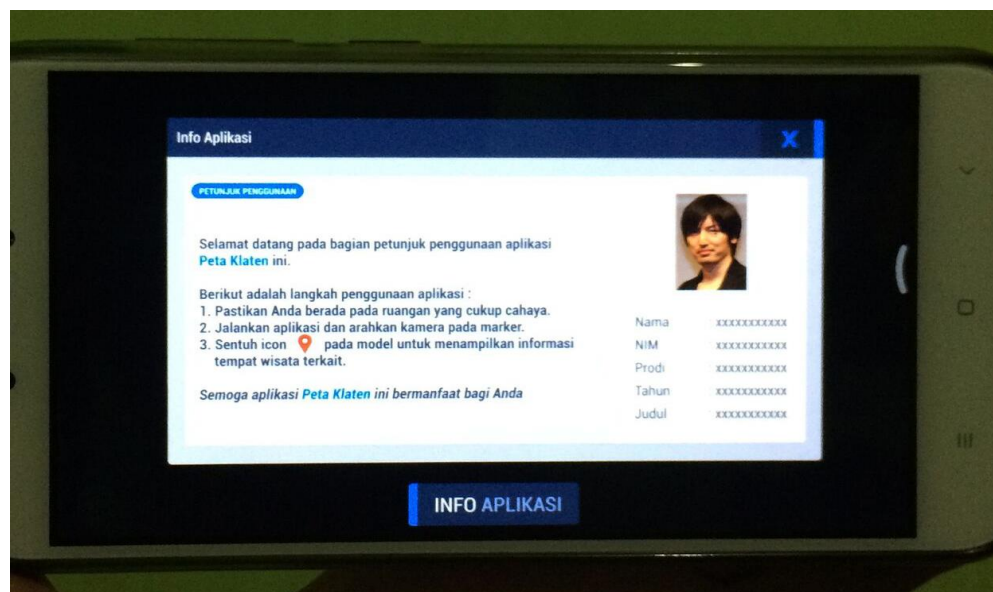 Info Aplikasi
X
PETUNJUK PENGGUNAAN
Selamat datang pada bagian petunjuk penggunaan aplikasi
Peta Klaten ini.
Berikut adalah langkah penggunaan aplikasi :
1. Pastikan Anda berada pada ruangan yang cukup cahaya.
2. Jalankan aplikasi dan arahkan kamera pada marker.
3. Sentuh icon pada model untuk menampilkan informasi
tempat wisata terkait.
Semoga aplikasi Peta Klaten ini bermanfaat bagi Anda
Nama xxxxxxxxxxx
NIM xxxxxxxxxxx
Prodi xxxxxxxxxxx
Tahun xxxxxxxxxxx
Judul xxxxxxxxxxx
INFO APLIKASI